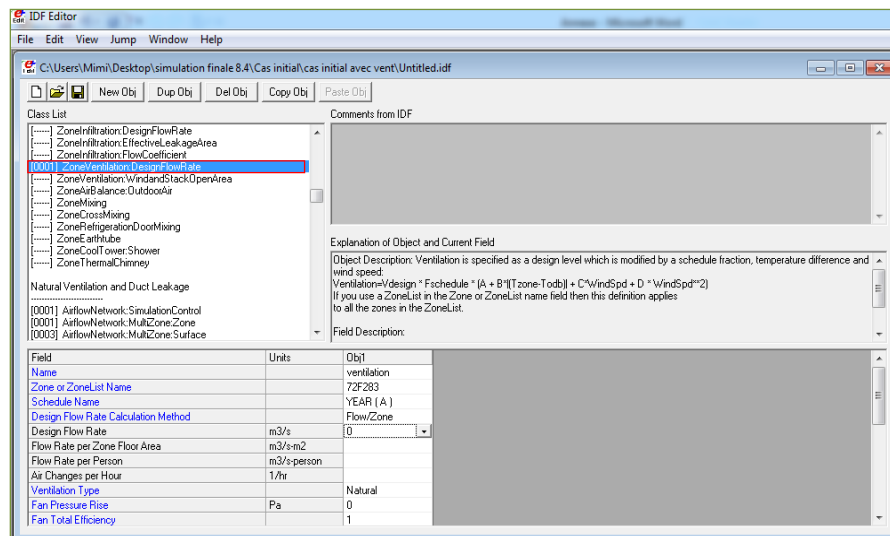 IDF Editor
File Edit View Jump Window Help
C:\Users\Mimi\Desktop\simulation finale 8.4\Cas initial\cas initial avec vent\Untitled.idf
New Obj Dup Obj Del Obj Copy Obj Paste Obj
Class List
[------] ZoneInfiltration:DesignFlowRate
[------] ZoneInfiltration:EffectiveLeakageArea
[------] ZoneInfiltration:FlowCoefficient
[0001] ZoneVentilation:DesignFlowRate
[------] ZoneVentilation:WindandStackOpenArea
[------] ZoneAirBalance:OutdoorAir
[------] ZoneMixing
[------] ZoneCrossMixing
[------] ZoneRefrigerationDoorMixing
[------] ZoneEarthtube
[------] ZoneCoolTower:Shower
[------] ZoneThermalChimney
Natural Ventilation and Duct Leakage
-------------------------
[0001] AirflowNetwork:SimulationControl
[0001] AirflowNetwork:MultiZone:Zone
[0003] AirflowNetwork:MultiZone:Surface
Comments from IDF
Explanation of Object and Current Field
Object Description: Ventilation is specified as a design level which is modified by a schedule fraction, temperature difference and
wind speed:
Ventilation=Vdesign * Fschedule * (A + B*|(Tzone-Todb)| + C*WindSpd + D * WindSpd**2)
If you use a ZoneList in the Zone or ZoneList name field then this definition applies
to all the zones in the ZoneList.
Field Description:
Field Units Obj1
Name ventilation
Zone or ZoneList Name 72F283
Schedule Name YEAR ( A )
Design Flow Rate Calculation Method Flow/Zone
Design Flow Rate m3/s 0
Flow Rate per Zone Floor Area m3/s-m2
Flow Rate per Person m3/s-person
Air Changes per Hour 1/hr
Ventilation Type Natural
Fan Pressure Rise Pa 0
Fan Total Efficiency 1